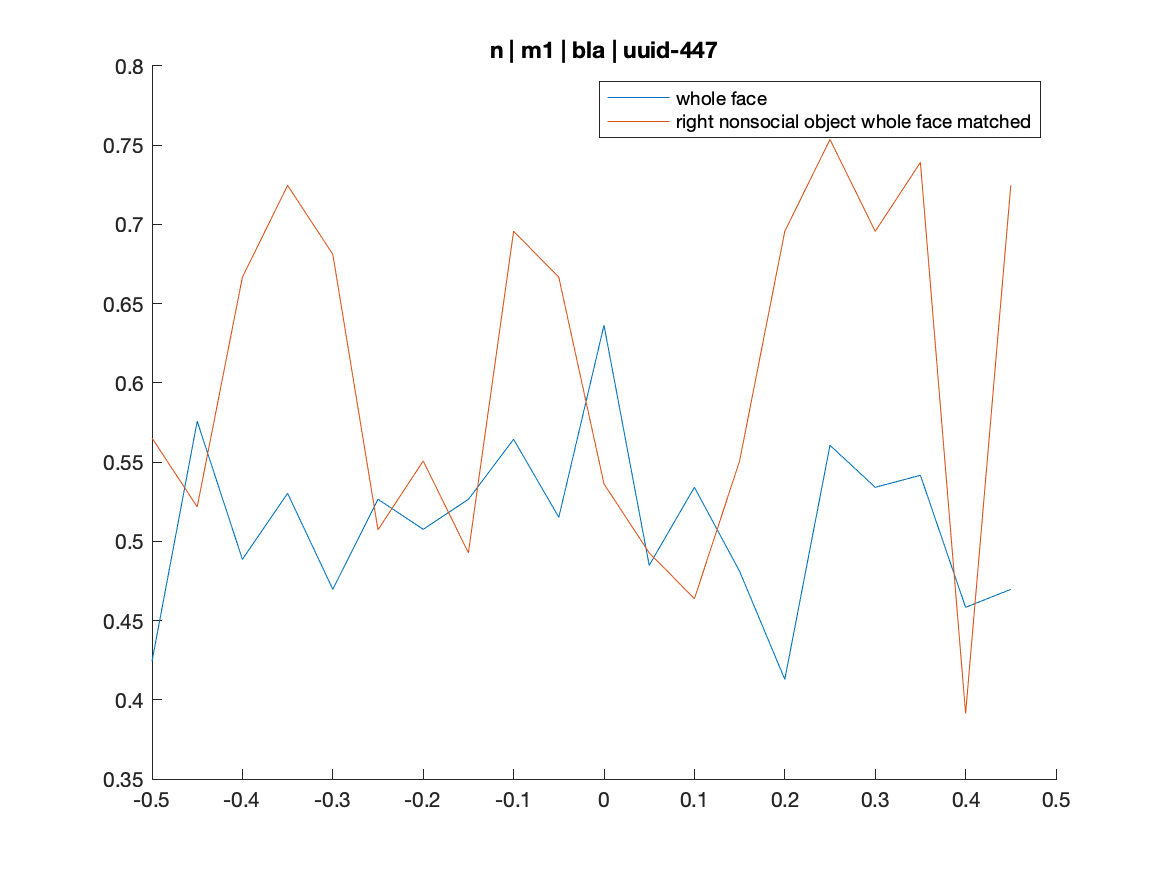 n | m1 | bla | uuid-447
0.8
whole face
right nonsocial object whole face matched
0.75
0.7
0.65
0.6
0.55
0.5
0.45
0.4
0.35
-0.5 -0.4 -0.3 -0.2 -0.1 0 0.1 0.2 0.3 0.4 0.5